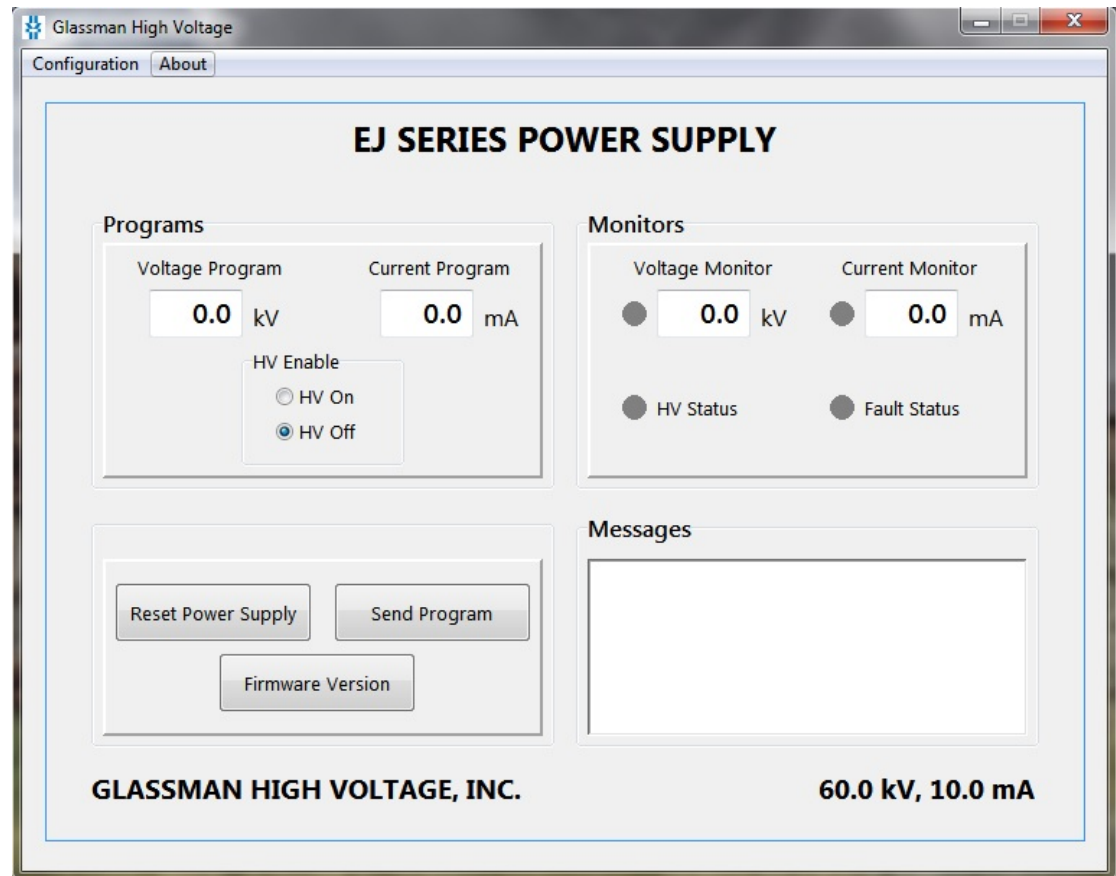 Glassman High Voltage
Configuration About
EJ SERIES POWER SUPPLY
Programs
Voltage Program Current Program
0.0 kV 0.0 mA
HV Enable
HV On
HV Off
Monitors
Voltage Monitor Current Monitor
0.0 kV 0.0 mA
HV Status Fault Status
Reset Power Supply Send Program
Firmware Version
Messages
GLASSMAN HIGH VOLTAGE, INC. 60.0 kV, 10.0 mA